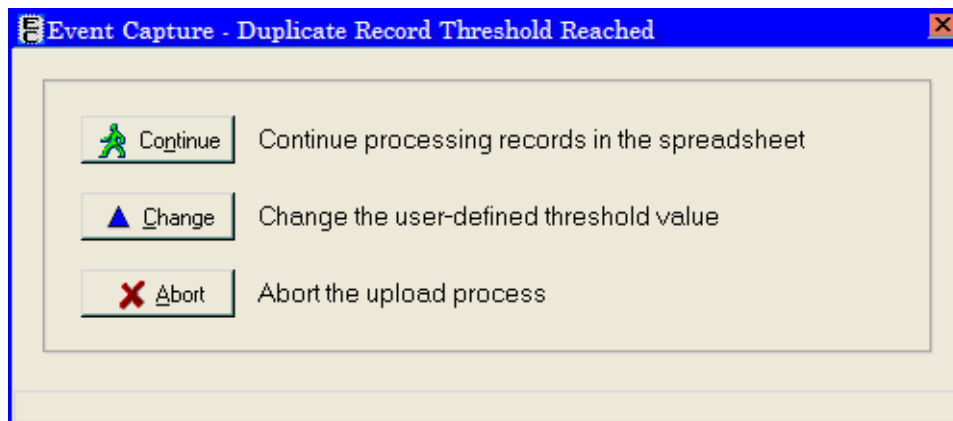 EC Event Capture - Duplicate Record Threshold Reached
Continue Continue processing records in the spreadsheet
Change Change the user-defined threshold value
Abort Abort the upload process